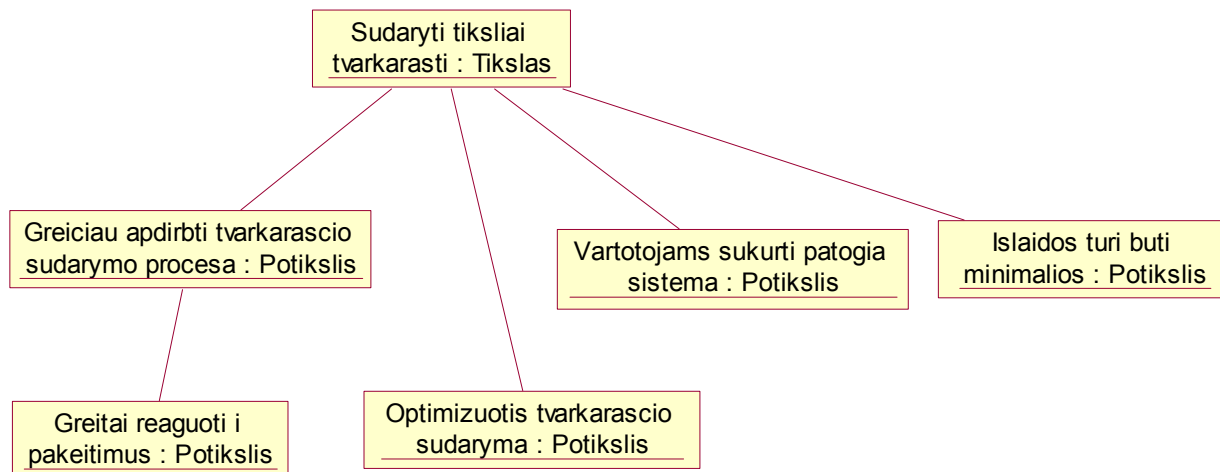 Sudaryti tiksliai
tvarkarasti : Tikslas
Greiciau apdirbti tvarkarascio
sudarymo procesa : Potikslis
Vartotojams sukurti patogia
sistema : Potikslis
Islaidos turi buti
minimalios : Potikslis
Greitai reaguoti i
pakeitimus : Potikslis
Optimizuotis tvarkarascio
sudaryma : Potikslis